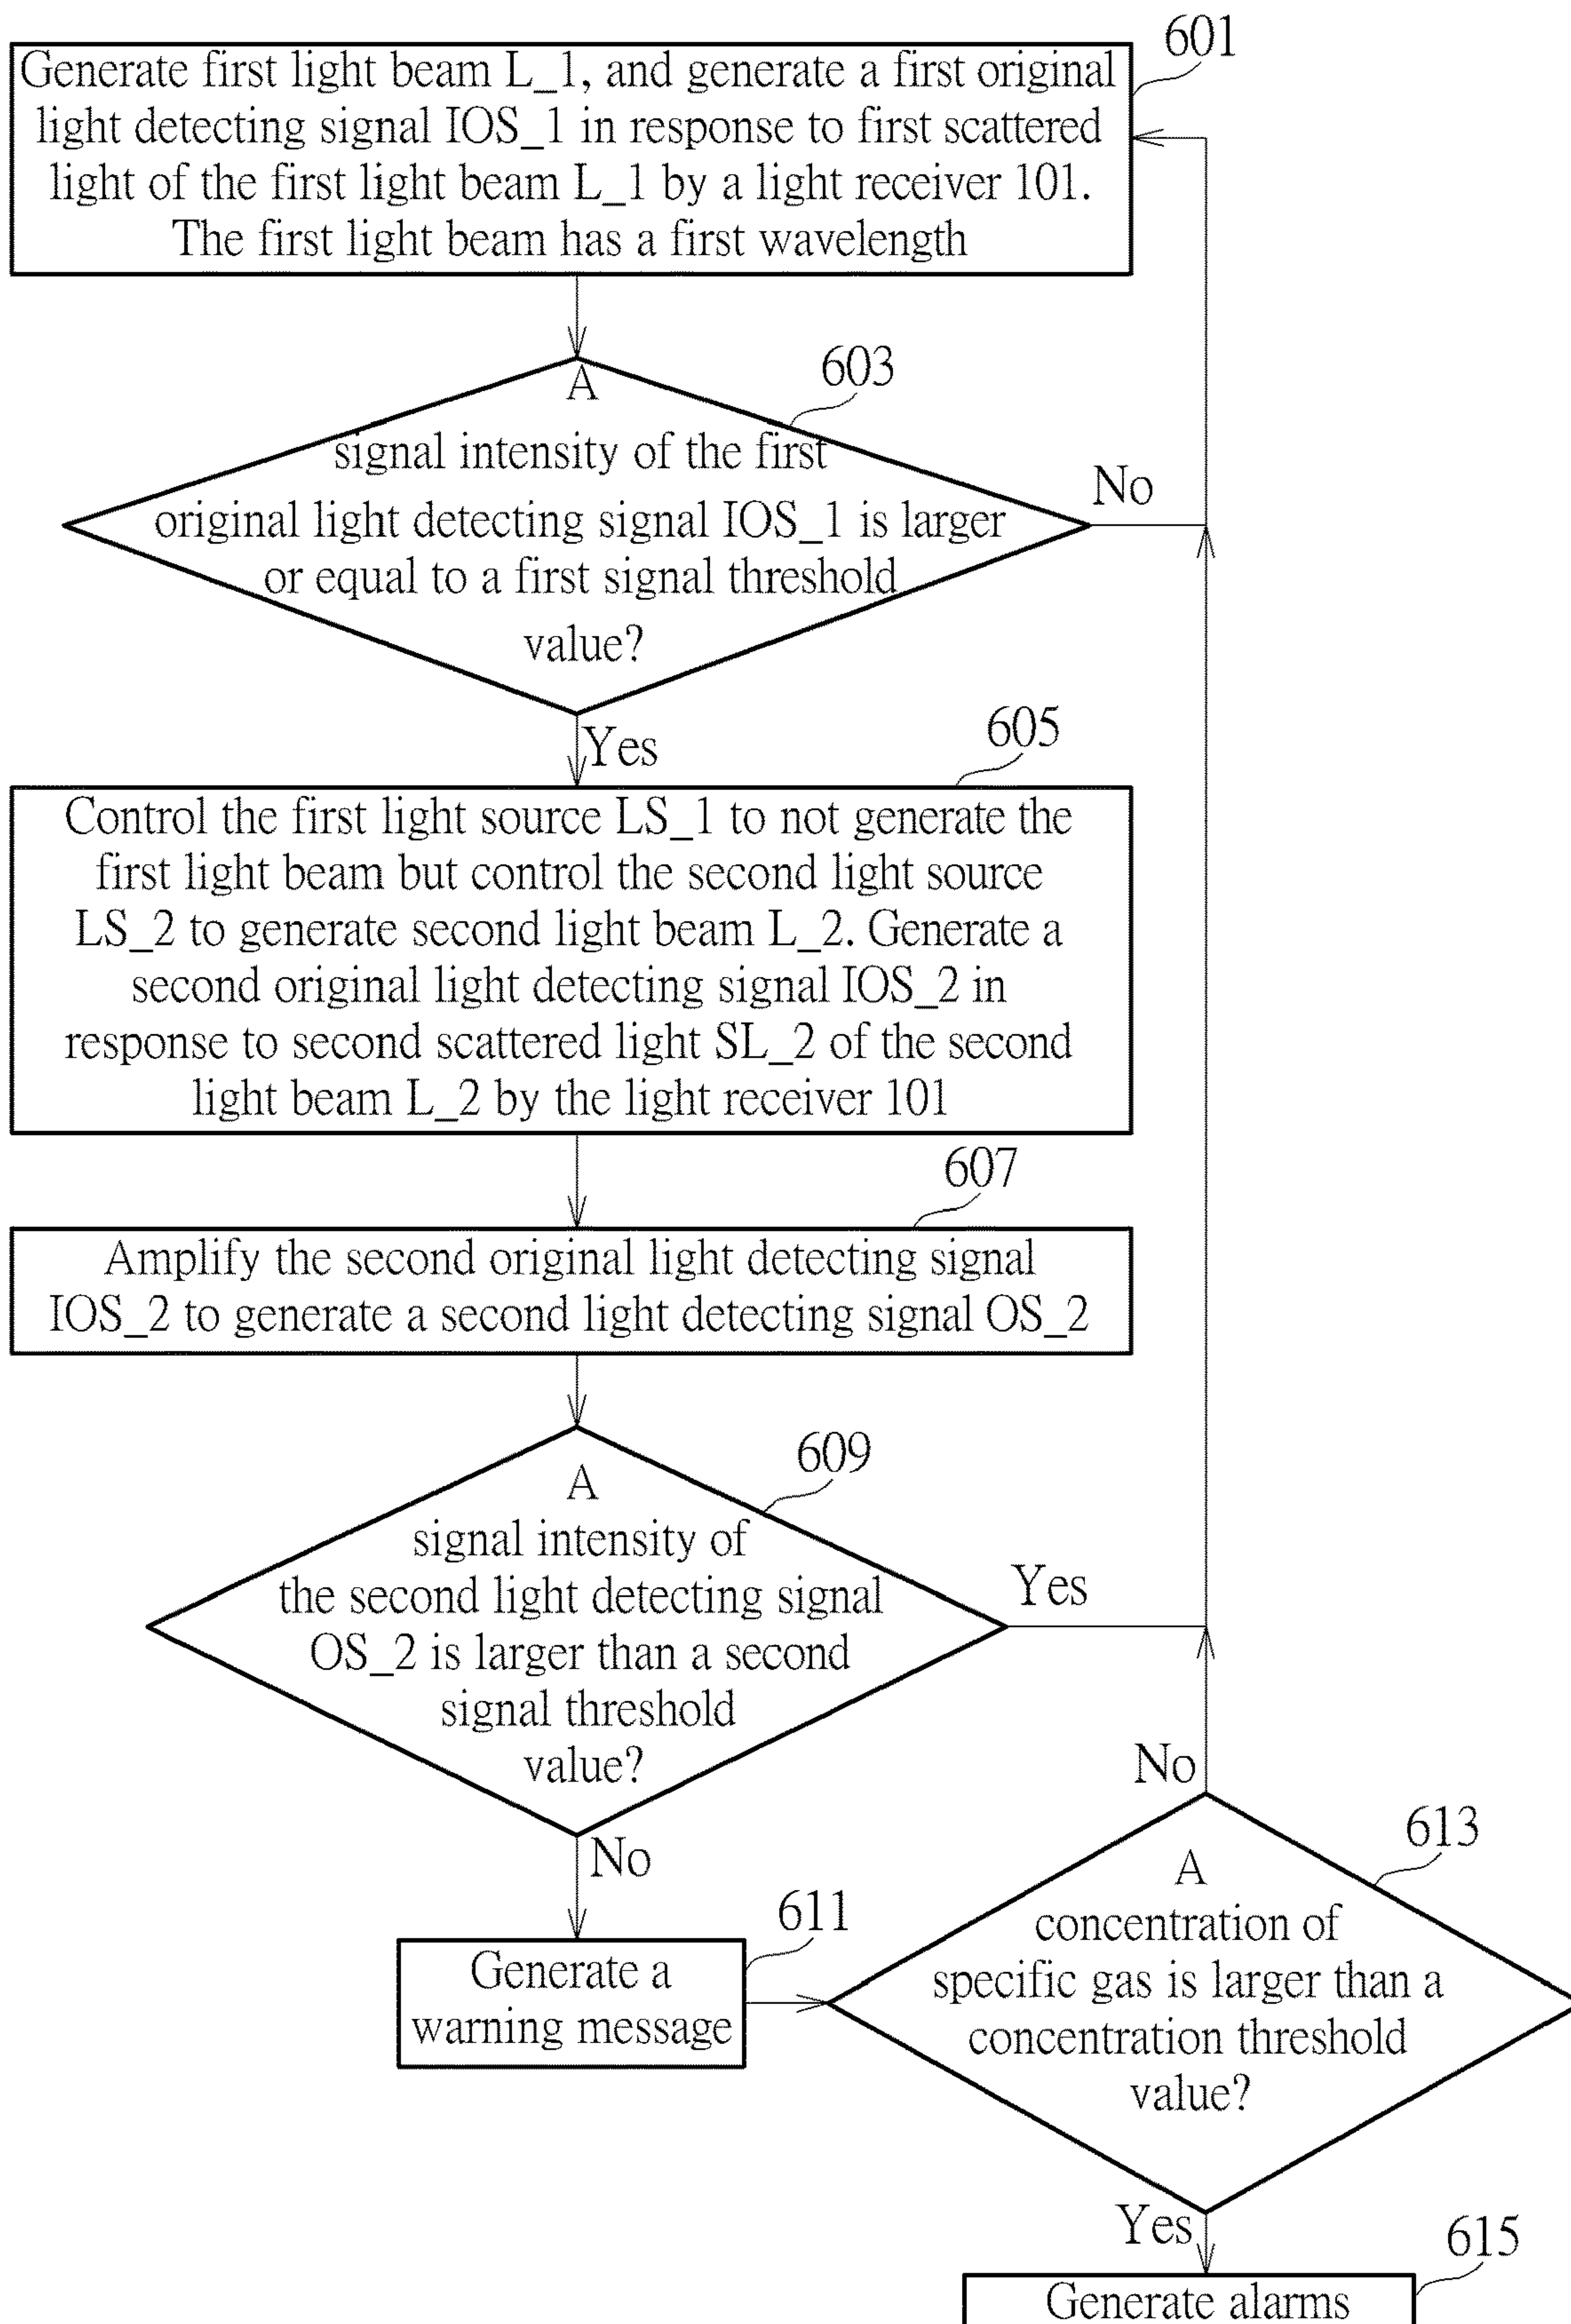 601
Generate first light beam L_1, and generate a first original
light detecting signal IOS_1 in response to first scattered
light of the first light beam L_1 by a light receiver 101.
The first light beam has a first wavelength
603
A
signal intensity of the first
original light detecting signal IOS_1 is larger
or equal to a first signal threshold
value?
No
Yes
605
Control the first light source LS_1 to not generate the
first light beam but control the second light source
LS_2 to generate second light beam L_2. Generate a
second original light detecting signal IOS_2 in
response to second scattered light SL_2 of the second
light beam L_2 by the light receiver 101
607
Amplify the second original light detecting signal
IOS_2 to generate a second light detecting signal OS_2
609
A
signal intensity of
the second light detecting signal
OS_2 is larger than a second
signal threshold
value?
Yes
No
611
Generate a
warning message
No
613
A
concentration of
specific gas is larger than a
concentration threshold
value?
Yes
615
Generate alarms